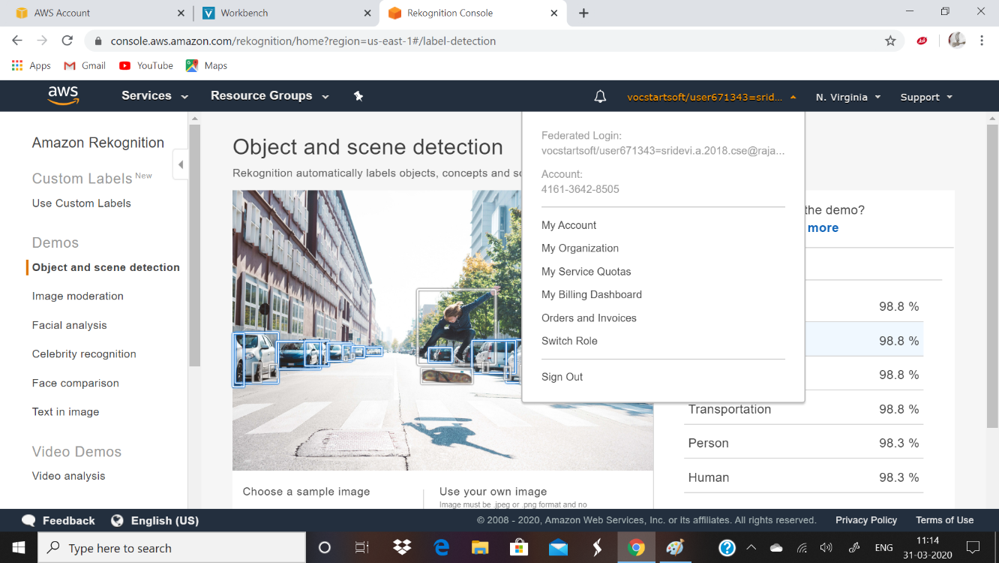 AWS Account
Workbench
Rekognition Console
console.aws.amazon.com/rekognition/home?region=us-east-1#/label-detection
Apps
Gmail
YouTube
Maps
aws
Services
Resource Groups
vocstartsoft/user671343=srid...
N. Virginia
Support
Amazon Rekognition
Custom Labels New
Use Custom Labels
Demos
Object and scene detection
Image moderation
Facial analysis
Celebrity recognition
Face comparison
Text in image
Video Demos
Video analysis
Object and scene detection
Rekognition automatically labels objects, concepts and
Choose a sample image
Use your own image
Image must be .jpeg or .png format and no
Federated Login:
vocstartsoft/user671343=sridevi.a.2018.cse@raja...
Account:
4161-3642-8505
My Account
My Organization
My Service Quotas
My Billing Dashboard
Orders and Invoices
Switch Role
Sign Out
the demo?
more
98.8 %
98.8 %
98.8 %
Transportation 98.8 %
Person 98.3 %
Human 98.3 %
Feedback
English (US)
© 2008 - 2020, Amazon Web Services, Inc. or its affiliates. All rights reserved.
Privacy Policy
Terms of Use
Type here to search
ENG
11:14
31-03-2020